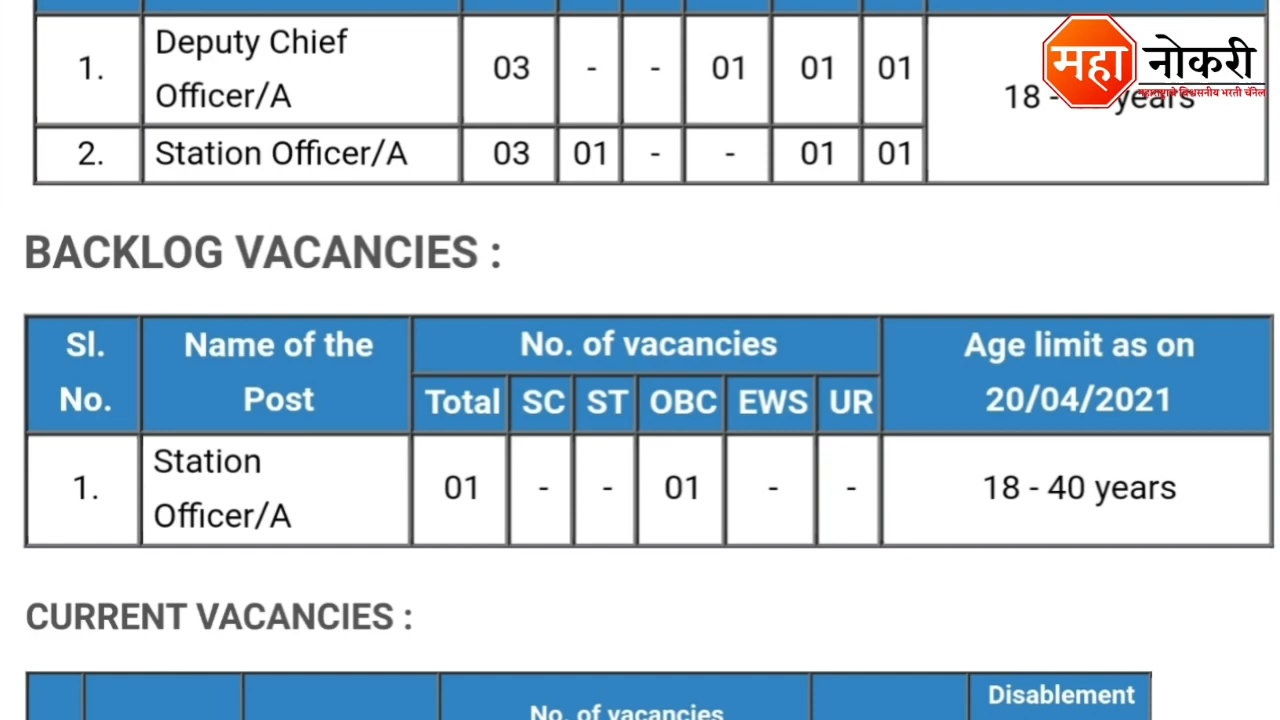 1. Deputy Chief Officer/A 03 - - 01 01 01 18 - years
2. Station Officer/A 03 01 - - 01 01
महा नोकरी
महाराष्ट्राचे विश्वसनीय भरती चॅनेल
BACKLOG VACANCIES :
Sl. No. Name of the Post No. of vacancies Age limit as on 20/04/2021
Total SC ST OBC EWS UR
1. Station Officer/A 01 - - 01 - - 18 - 40 years
CURRENT VACANCIES :
No. of vacancies
Disablement